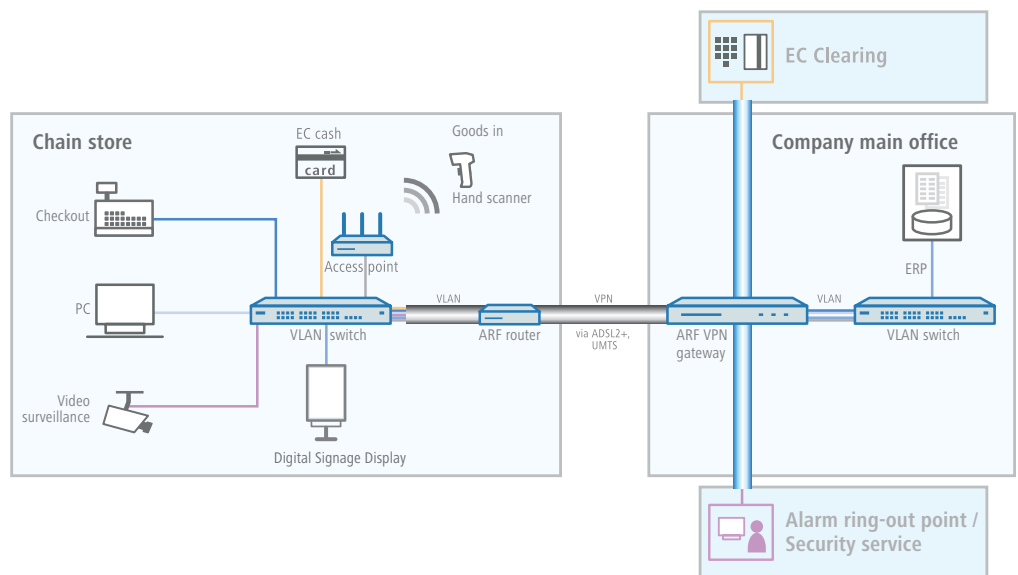 EC Clearing
Chain store
EC cash
card
Goods in
Hand scanner
Checkout
Access point
PC
VLAN switch
VLAN
ARF router
VPN
via ADSL2+,
UMTS
Video
surveillance
Digital Signage Display
Company main office
ERP
ARF VPN
gateway
VLAN
VLAN switch
Alarm ring-out point /
Security service